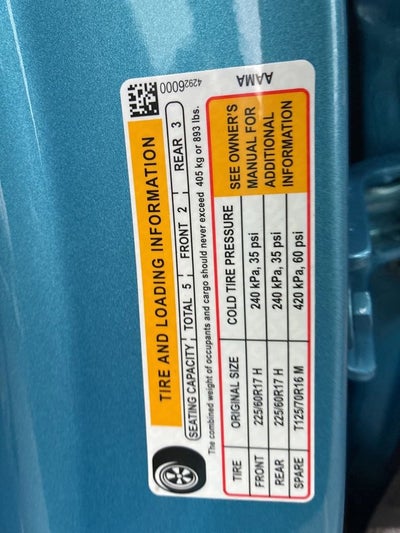 42926000
AAMA
TIRE AND LOADING INFORMATION
SEATING CAPACITY TOTAL 5 FRONT 2 REAR 3
The combined weight of occupants and cargo should never exceed 405 kg or 893 lbs.
TIRE ORIGINAL SIZE COLD TIRE PRESSURE SEE OWNER'S MANUAL FOR ADDITIONAL INFORMATION
FRONT 225/60R17 H 240 kPa, 35 psi
REAR 225/60R17 H 240 kPa, 35 psi
SPARE T125/70R16 M 420 kPa, 60 psi